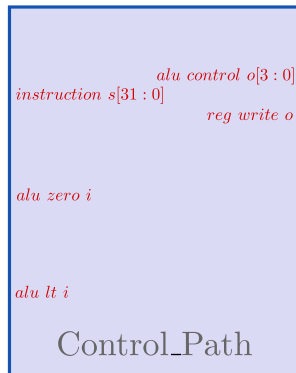 alu control o[3 : 0]
instruction s[31 : 0]
reg write o
alu zero i
alu lt i
Control_Path